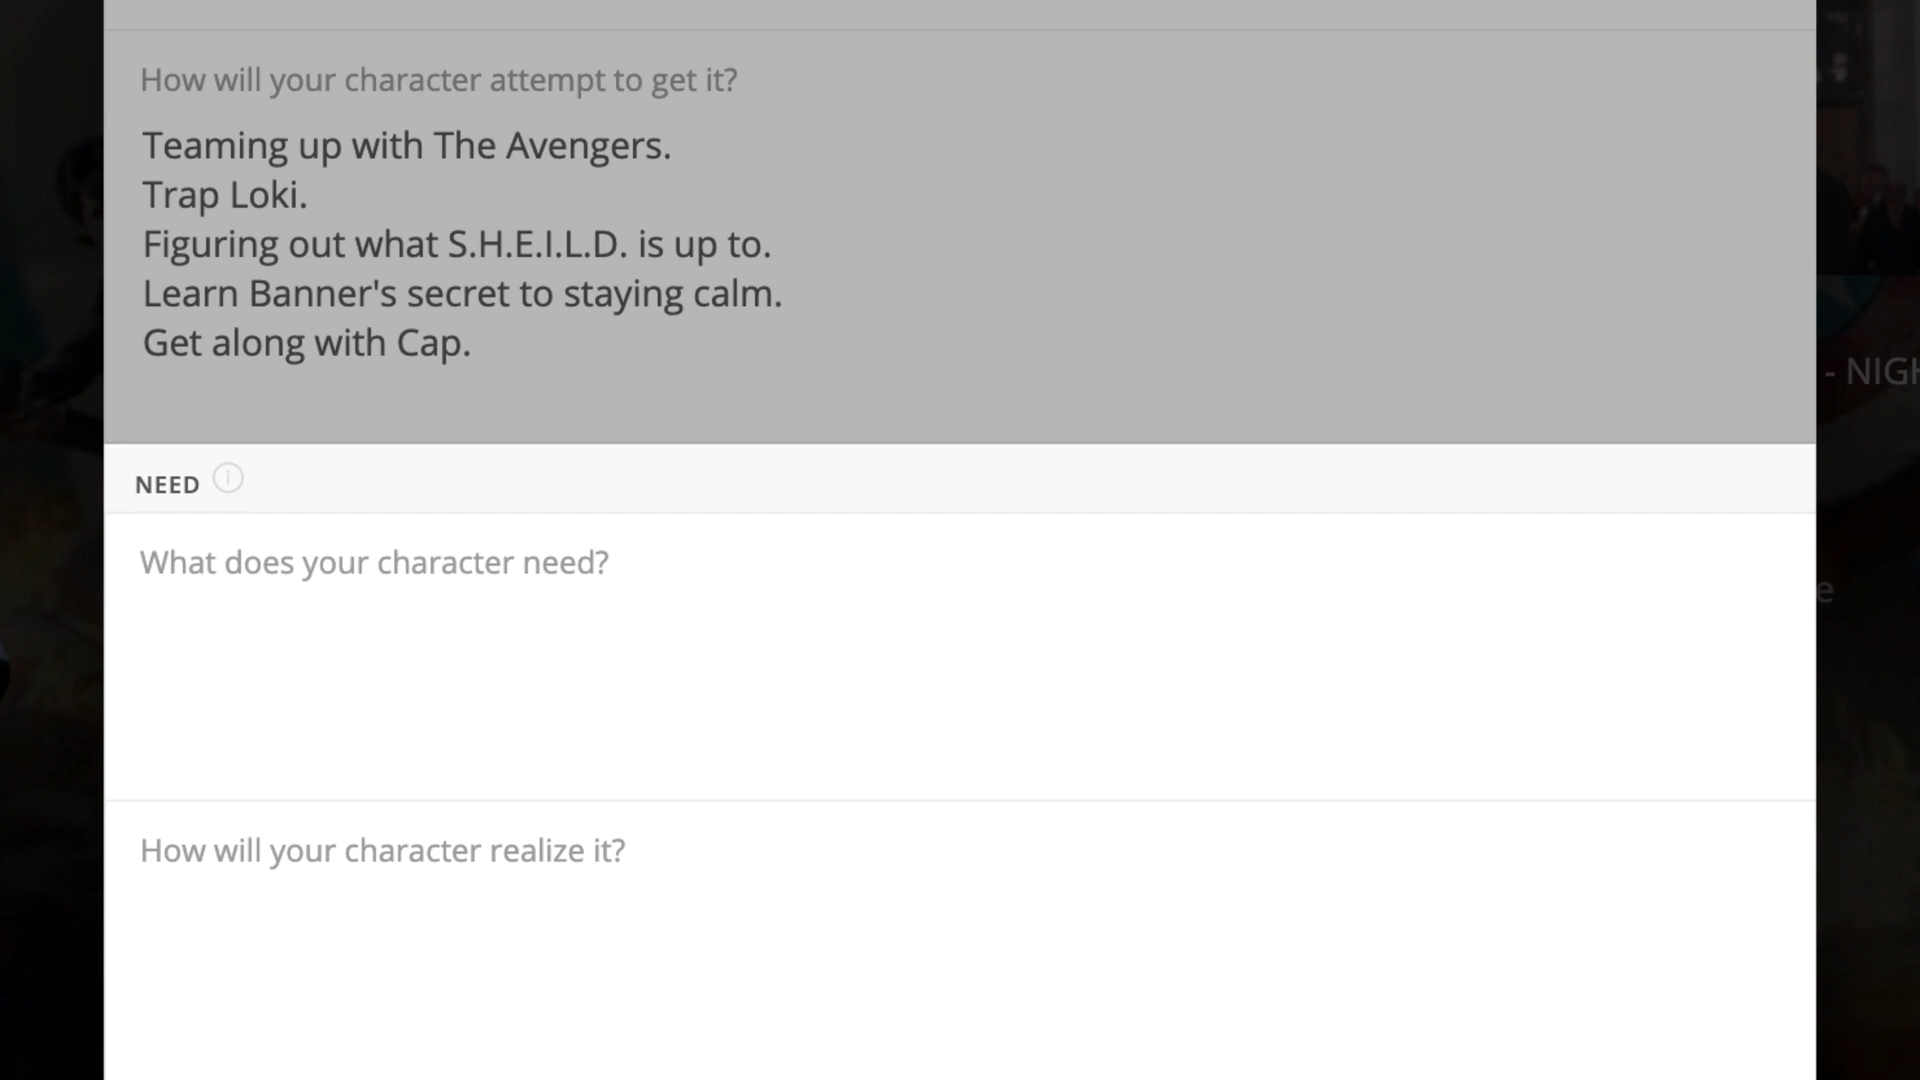 How will your character attempt to get it?
Teaming up with The Avengers.
Trap Loki.
Figuring out what S.H.E.I.L.D. is up to.
Learn Banner's secret to staying calm.
Get along with Cap.
- NIGH
NEED
What does your character need?
e
How will your character realize it?